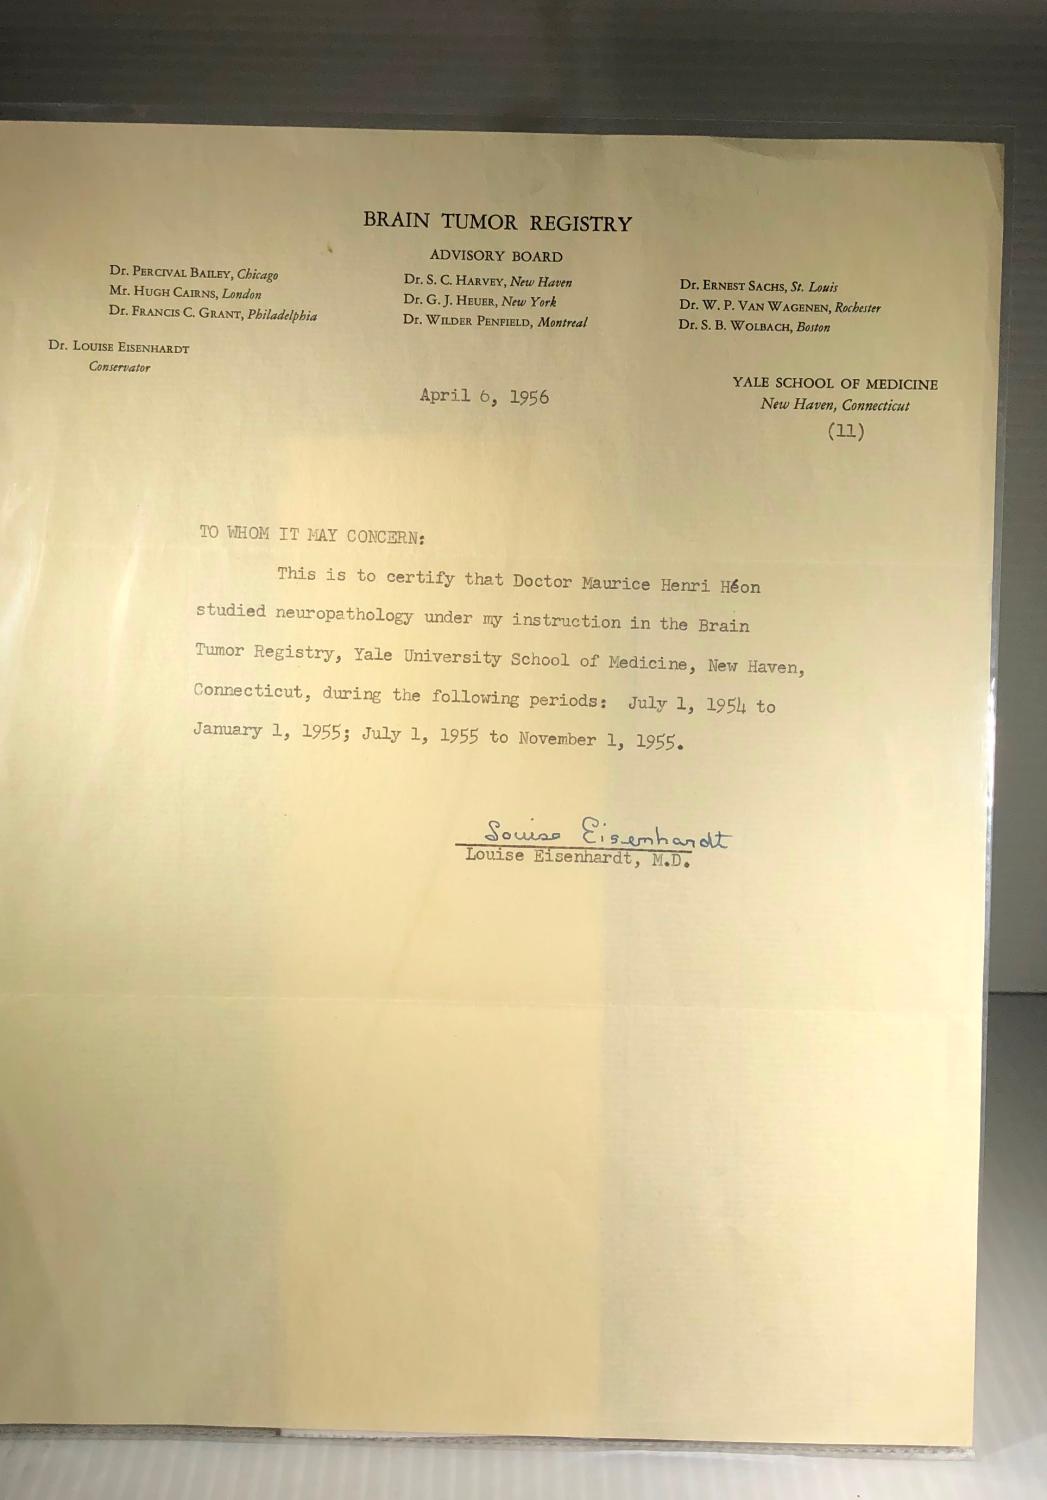 BRAIN TUMOR REGISTRY
ADVISORY BOARD
Dr. PERCIVAL BAILEY, Chicago
Mr. HUGH CAIRNS, London
Dr. FRANCIS C. GRANT, Philadelphia
Dr. S. C. HARVEY, New Haven
Dr. G. J. HEUER, New York
Dr. WILDER PENFIELD, Montreal
Dr. ERNEST SACHS, St. Louis
Dr. W. P. VAN WAGENEN, Rochester
Dr. S. B. WOLBACH, Boston
Dr. LOUISE EISENHARDT
Conservator
YALE SCHOOL OF MEDICINE
New Haven, Connecticut
(11)
April 6, 1956
TO WHOM IT MAY CONCERN:
This is to certify that Doctor Maurice Henri Héon
studied neuropathology under my instruction in the Brain
Tumor Registry, Yale University School of Medicine, New Haven,
Connecticut, during the following periods: July 1, 1954 to
January 1, 1955; July 1, 1955 to November 1, 1955.
Louise Eisenhardt
Louise Eisenhardt, M.D.